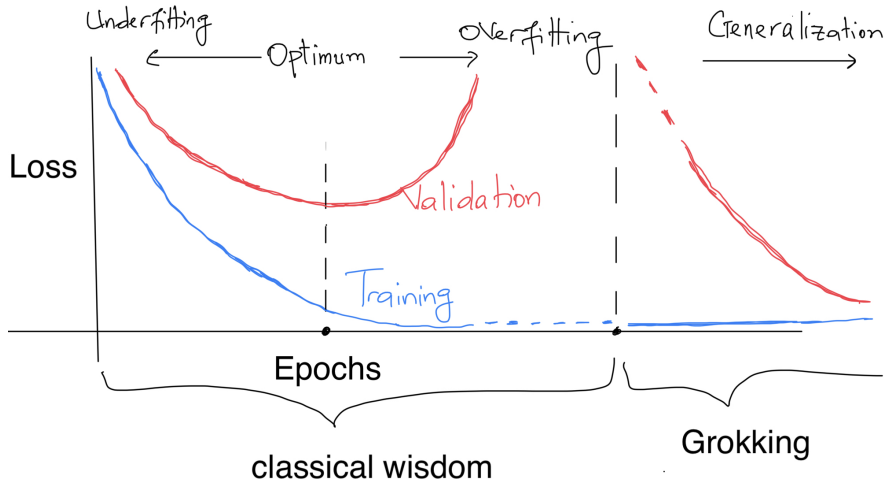 Underfitting
Optimum
Overfitting
Generalization
Loss
Validation
Training
Epochs
classical wisdom
Grokking